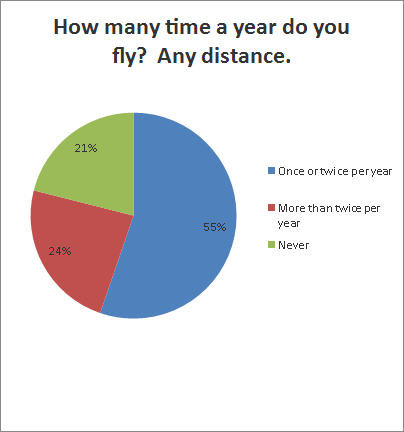 How many time a year do you
fly?  Any distance.
21%
55%
24%
Once or twice per year
More than twice per
year
Never